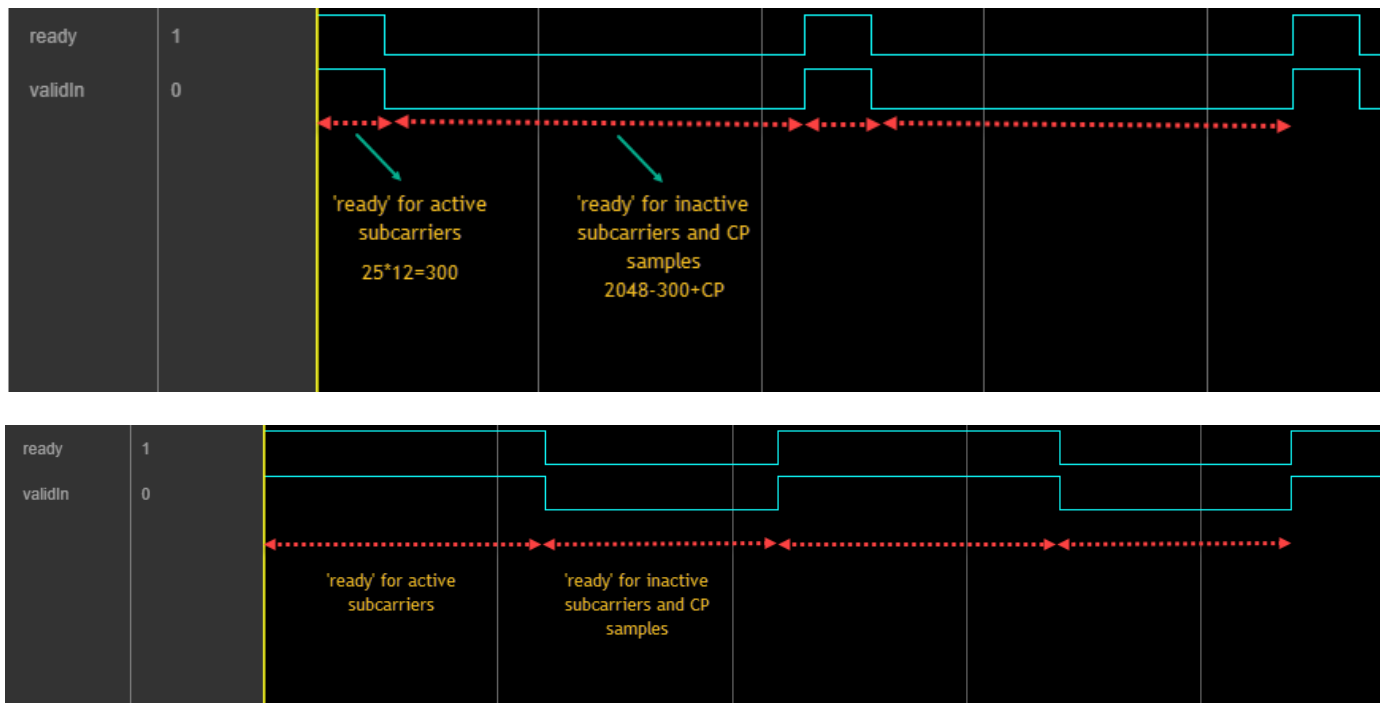 ready 1
validIn 0
'ready' for active
subcarriers
25*12=300
'ready' for inactive
subcarriers and CP
samples
2048-300+CP
ready 1
validIn 0
'ready' for active
subcarriers
'ready' for inactive
subcarriers and CP
samples